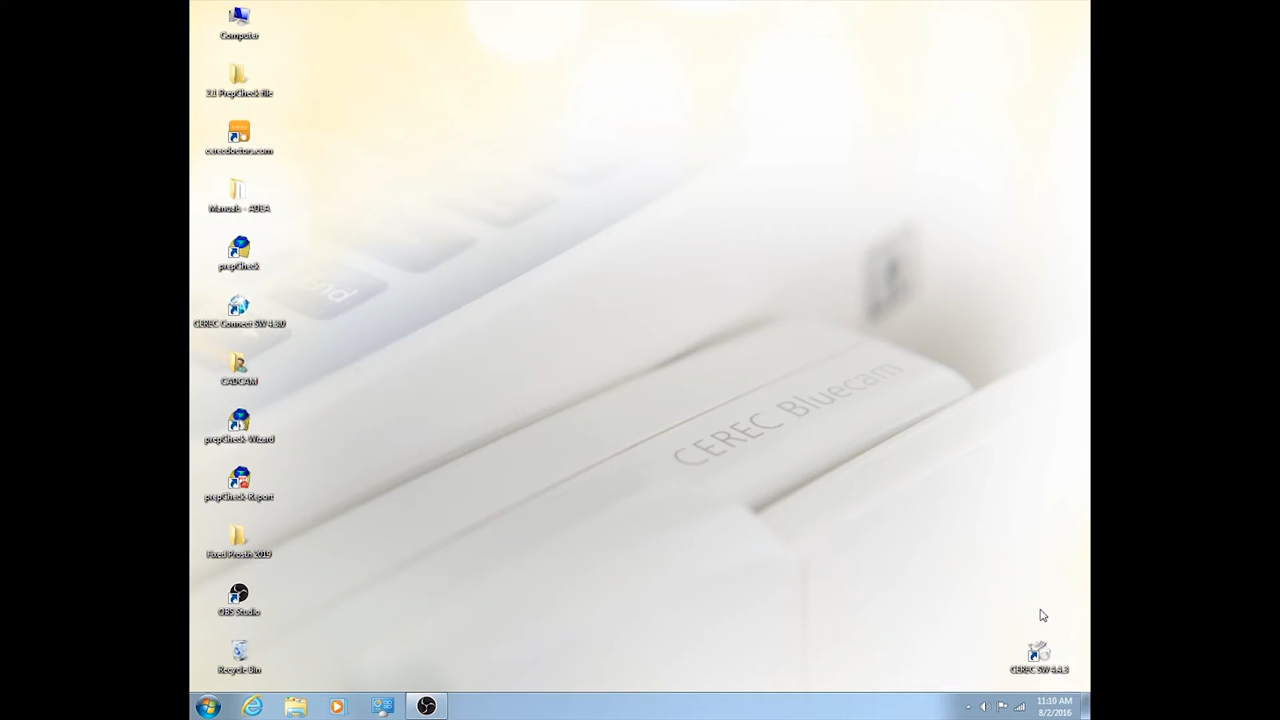 Computer
2.1 PrepCheck file
cerecdoctors.com
Manuals - ADEA
prepCheck
CEREC Connect SW 4.3.0
CADCAM
prepCheck-Wizard
prepCheck-Report
Fixed Prosth 2019
OBS Studio
Recycle Bin
End
CEREC Bluecam
CEREC SW 4.4.3
11:10 AM
8/2/2016